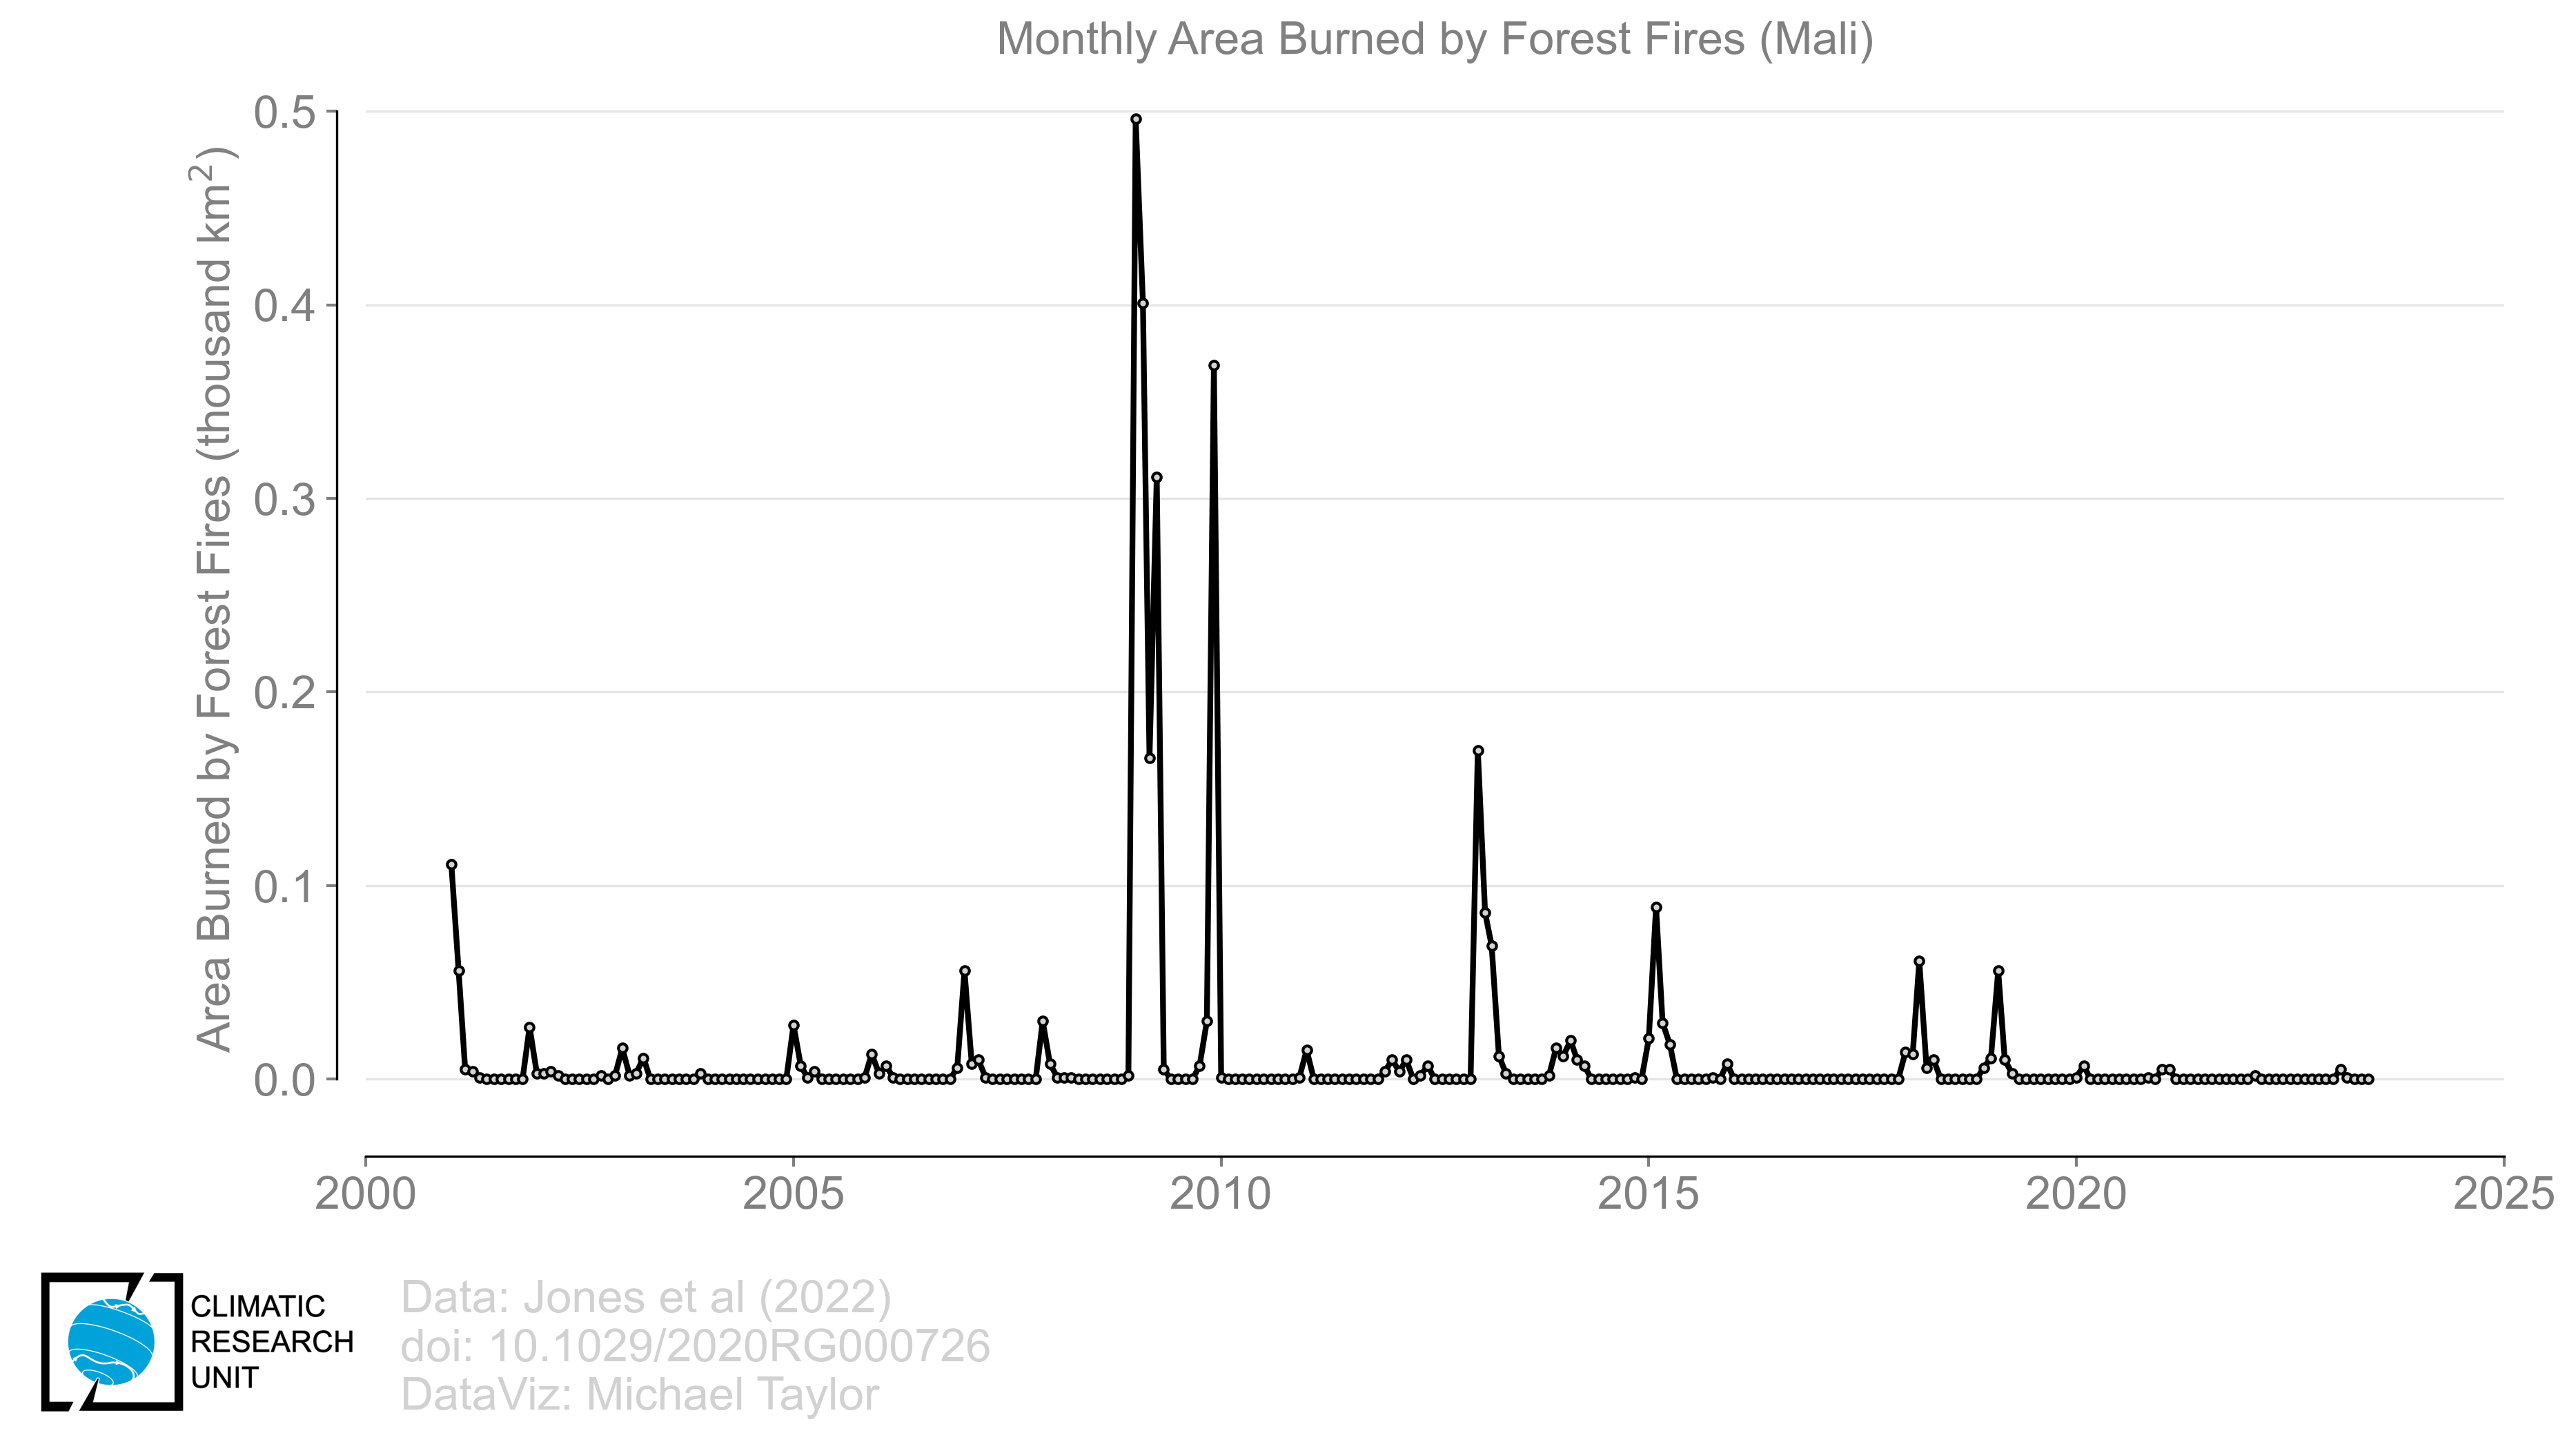 Monthly Area Burned by Forest Fires (Mali)
Area Burned by Forest Fires (thousand km²)
0.5
0.4
0.3
0.2
0.1
0.0
2000
2005
2010
2015
2020
2025
CLIMATIC
RESEARCH
UNIT
Data: Jones et al (2022)
doi: 10.1029/2020RG000726
DataViz: Michael Taylor